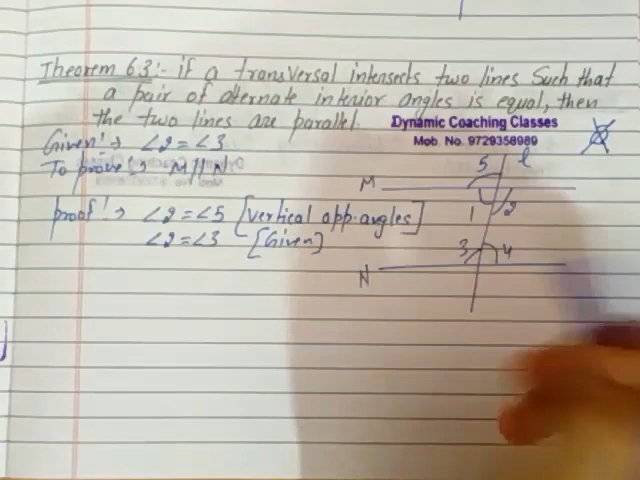 Theorem 6.3:- if a transversal intersects two lines Such that
a pair of alternate interior angles is equal, then
the two lines are parallel.
Dynamic Coaching Classes
Mob. No. 9729358989
Given:→ ∠2=∠3
To prove:→ M||N
proof:→ ∠2=∠5 [vertical opp. angles]
∠2=∠3 [Given]
5 l
M
1 2
3 4
N